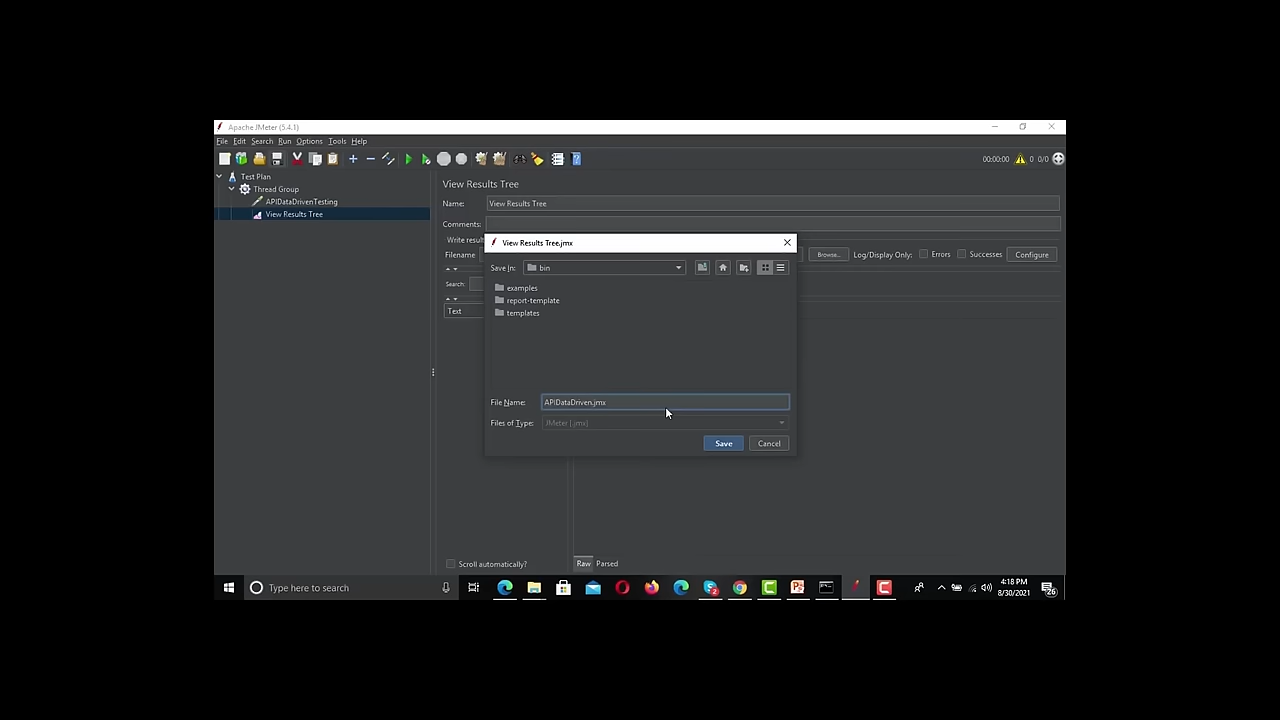 Apache JMeter (5.4.1)
File Edit Search Run Options Tools Help
00:00:00 0 0/0
Test Plan
Thread Group
APIDataDrivenTesting
View Results Tree
View Results Tree
Name: View Results Tree
Comments:
Write resul
Filename Browse... Log/Display Only: Errors Successes Configure
Search:
Text
View Results Tree.jmx
Save In: bin
examples
report-template
templates
File Name: APIDataDriven.jmx
Files of Type: JMeter [.jmx]
Save Cancel
Scroll automatically?
Raw Parsed
Type here to search
4:18 PM
8/30/2021
26